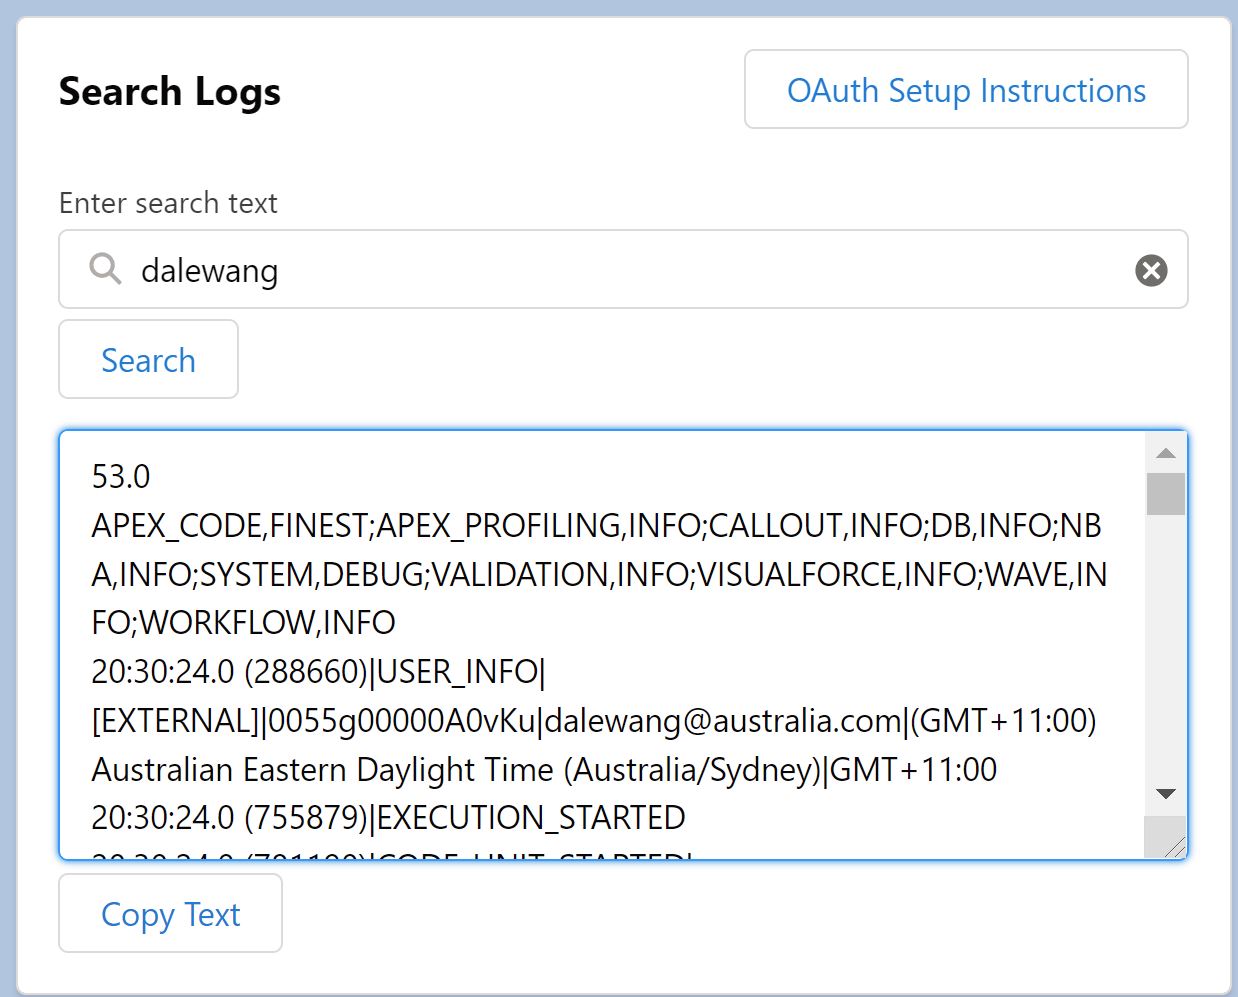 Search Logs
OAuth Setup Instructions
Enter search text
dalewang
Search
53.0
APEX_CODE,FINEST;APEX_PROFILING,INFO;CALLOUT,INFO;DB,INFO;NB
A,INFO;SYSTEM,DEBUG;VALIDATION,INFO;VISUALFORCE,INFO;WAVE,IN
FO;WORKFLOW,INFO
20:30:24.0 (288660)|USER_INFO|
[EXTERNAL]|0055g00000A0vKu|dalewang@australia.com|(GMT+11:00)
Australian Eastern Daylight Time (Australia/Sydney)|GMT+11:00
20:30:24.0 (755879)|EXECUTION_STARTED
Copy Text